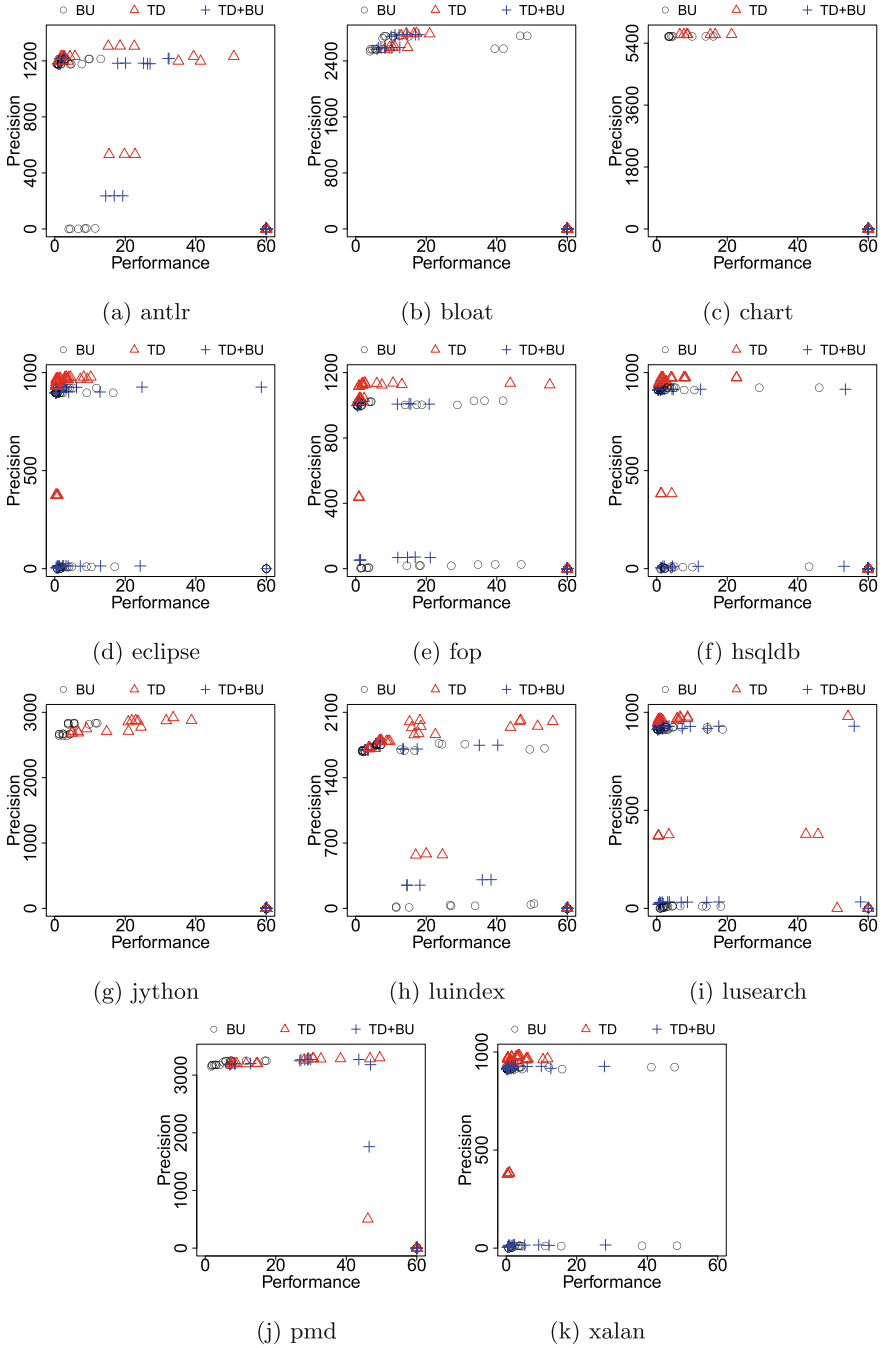 BU TD TD+BU BU TD TD+BU BU TD TD+BU
Precision
0 400 800 1200
0 20 40 60
Performance
Precision
0 800 1600 2400
0 20 40 60
Performance
Precision
0 1800 3600 5400
0 20 40 60
Performance
(a) antlr (b) bloat (c) chart
BU TD TD+BU BU TD TD+BU BU TD TD+BU
Precision
0 500 1000
0 20 40 60
Performance
Precision
0 400 800 1200
0 20 40 60
Performance
Precision
0 500 1000
0 20 40 60
Performance
(d) eclipse (e) fop (f) hsqldb
BU TD TD+BU BU TD TD+BU BU TD TD+BU
Precision
0 1000 2000 3000
0 20 40 60
Performance
Precision
0 700 1400 2100
0 20 40 60
Performance
Precision
0 500 1000
0 20 40 60
Performance
(g) jython (h) luindex (i) lusearch
BU TD TD+BU BU TD TD+BU
Precision
0 1000 2000 3000
0 20 40 60
Performance
Precision
0 500 1000
0 20 40 60
Performance
(j) pmd (k) xalan